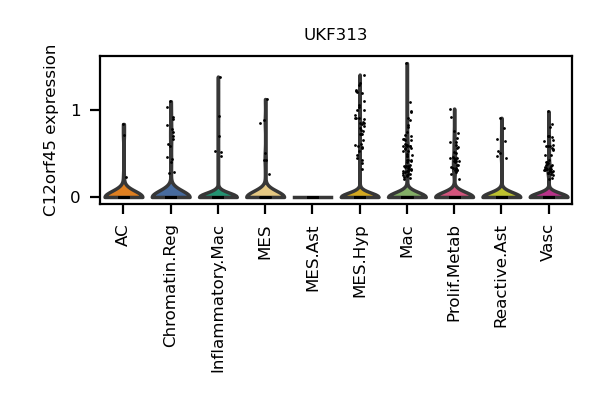 UKF313
C12orf45 expression
1
0
AC
Chromatin.Reg
Inflammatory.Mac
MES
MES.Ast
MES.Hyp
Mac
Prolif.Metab
Reactive.Ast
Vasc